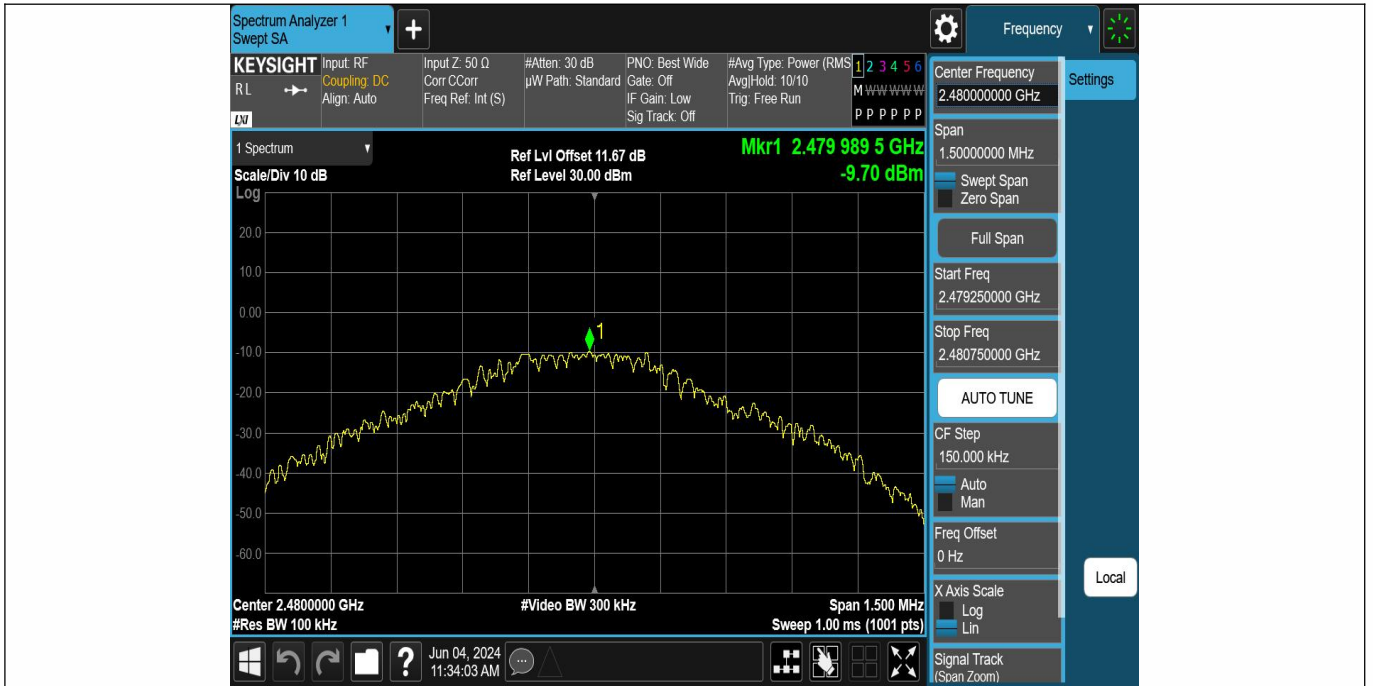 Spectrum Analyzer 1
Swept SA
+
Frequency
KEYSIGHT
RL
LXI
Input: RF
Coupling: DC
Align: Auto
Input Z: 50 Ω
Corr CCorr
Freq Ref: Int (S)
#Atten: 30 dB
µW Path: Standard
PNO: Best Wide
Gate: Off
IF Gain: Low
Sig Track: Off
#Avg Type: Power (RMS
Avg|Hold: 10/10
Trig: Free Run
1 2 3 4 5 6
M W W W W W
P P P P P P
1 Spectrum
Scale/Div 10 dB
Log
Ref Lvl Offset 11.67 dB
Ref Level 30.00 dBm
Mkr1 2.479 989 5 GHz
-9.70 dBm
20.0
10.0
0.00
-10.0
-20.0
-30.0
-40.0
-50.0
-60.0
1
Center 2.4800000 GHz
#Res BW 100 kHz
#Video BW 300 kHz
Span 1.500 MHz
Sweep 1.00 ms (1001 pts)
?
Jun 04, 2024
11:34:03 AM
Center Frequency
2.480000000 GHz
Settings
Span
1.50000000 MHz
Swept Span
Zero Span
Full Span
Start Freq
2.479250000 GHz
Stop Freq
2.480750000 GHz
AUTO TUNE
CF Step
150.000 kHz
Auto
Man
Freq Offset
0 Hz
Local
X Axis Scale
Log
Lin
Signal Track
(Span Zoom)